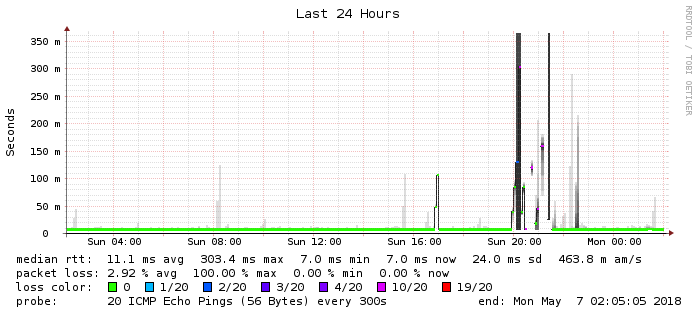 Last 24 Hours
RRDTOOL / TOBI OETIKER
Seconds
350 m
300 m
250 m
200 m
150 m
100 m
50 m
0
Sun 04:00 Sun 08:00 Sun 12:00 Sun 16:00 Sun 20:00 Mon 00:00
median rtt: 11.1 ms avg 303.4 ms max 7.0 ms min 7.0 ms now 24.0 ms sd 463.8 m am/s
packet loss: 2.92 % avg 100.00 % max 0.00 % min 0.00 % now
loss color: 0 1/20 2/20 3/20 4/20 10/20 19/20
probe: 20 ICMP Echo Pings (56 Bytes) every 300s end: Mon May 7 02:05:05 2018